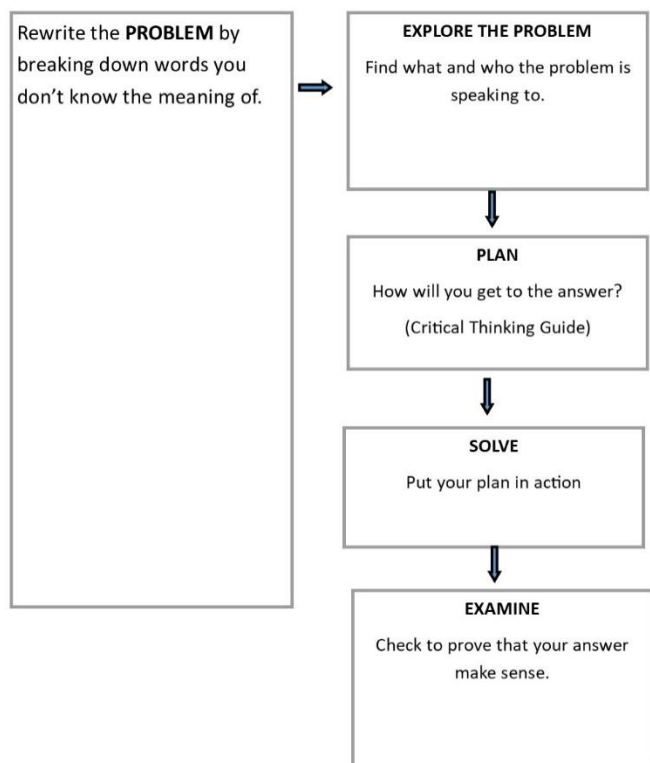 Rewrite the PROBLEM by
breaking down words you
don't know the meaning of.
EXPLORE THE PROBLEM
Find what and who the problem is
speaking to.
PLAN
How will you get to the answer?
(Critical Thinking Guide)
SOLVE
Put your plan in action
EXAMINE
Check to prove that your answer
make sense.